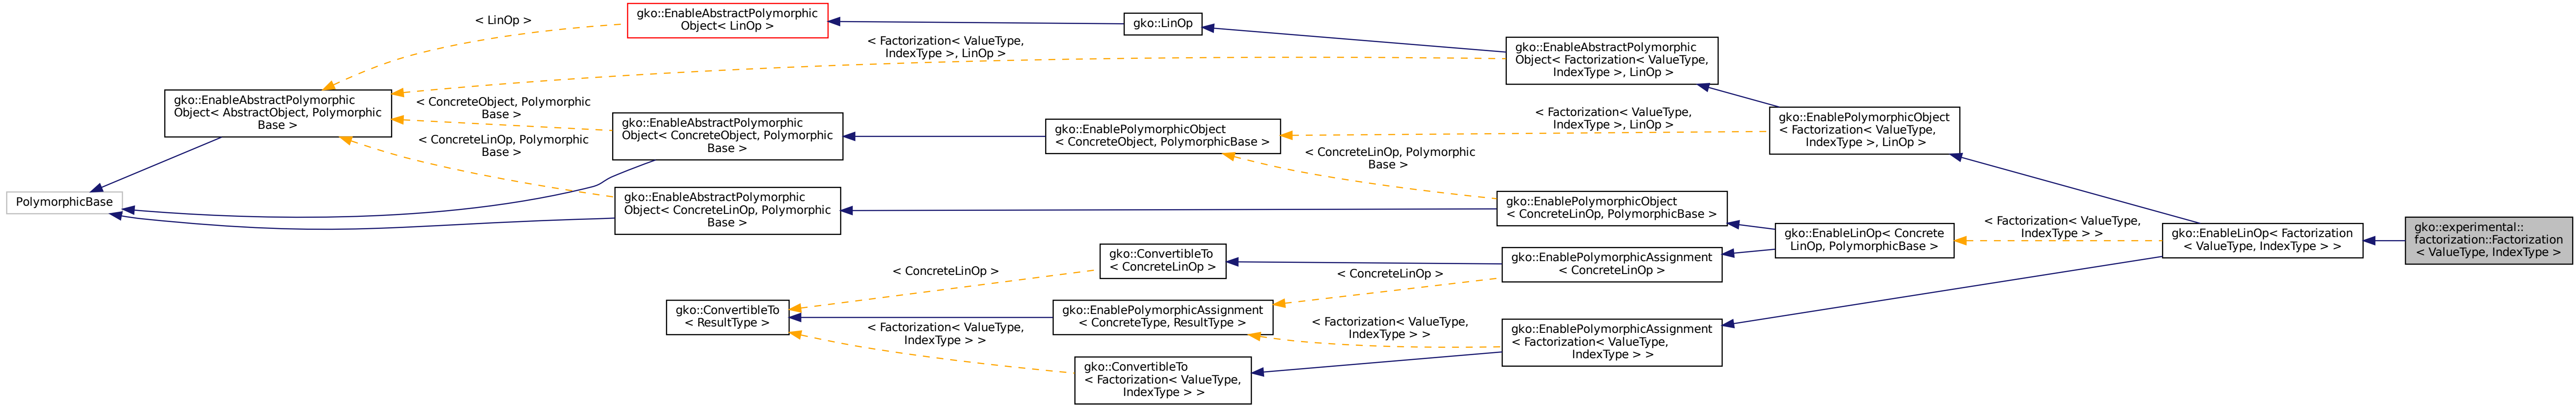 gko::EnableAbstractPolymorphic
Object< LinOp >
< LinOp >
gko::LinOp
< Factorization< ValueType,
IndexType >, LinOp >
gko::EnableAbstractPolymorphic
Object< Factorization< ValueType,
IndexType >, LinOp >
gko::EnableAbstractPolymorphic
Object< AbstractObject, Polymorphic
Base >
< ConcreteObject, Polymorphic
Base >
gko::EnableAbstractPolymorphic
Object< ConcreteObject, Polymorphic
Base >
gko::EnablePolymorphicObject
< ConcreteObject, PolymorphicBase >
< Factorization< ValueType,
IndexType >, LinOp >
gko::EnablePolymorphicObject
< Factorization< ValueType,
IndexType >, LinOp >
< ConcreteLinOp, Polymorphic
Base >
< ConcreteLinOp, Polymorphic
Base >
PolymorphicBase
gko::EnableAbstractPolymorphic
Object< ConcreteLinOp, Polymorphic
Base >
gko::EnablePolymorphicObject
< ConcreteLinOp, PolymorphicBase >
gko::EnableLinOp< Concrete
LinOp, PolymorphicBase >
< Factorization< ValueType,
IndexType > >
gko::EnableLinOp< Factorization
< ValueType, IndexType > >
gko::experimental::
factorization::Factorization
< ValueType, IndexType >
gko::ConvertibleTo
< ConcreteLinOp >
gko::EnablePolymorphicAssignment
< ConcreteLinOp >
< ConcreteLinOp >
< ConcreteLinOp >
gko::ConvertibleTo
< ResultType >
gko::EnablePolymorphicAssignment
< ConcreteType, ResultType >
< Factorization< ValueType,
IndexType > >
< Factorization< ValueType,
IndexType > >
gko::EnablePolymorphicAssignment
< Factorization< ValueType,
IndexType > >
gko::ConvertibleTo
< Factorization< ValueType,
IndexType > >